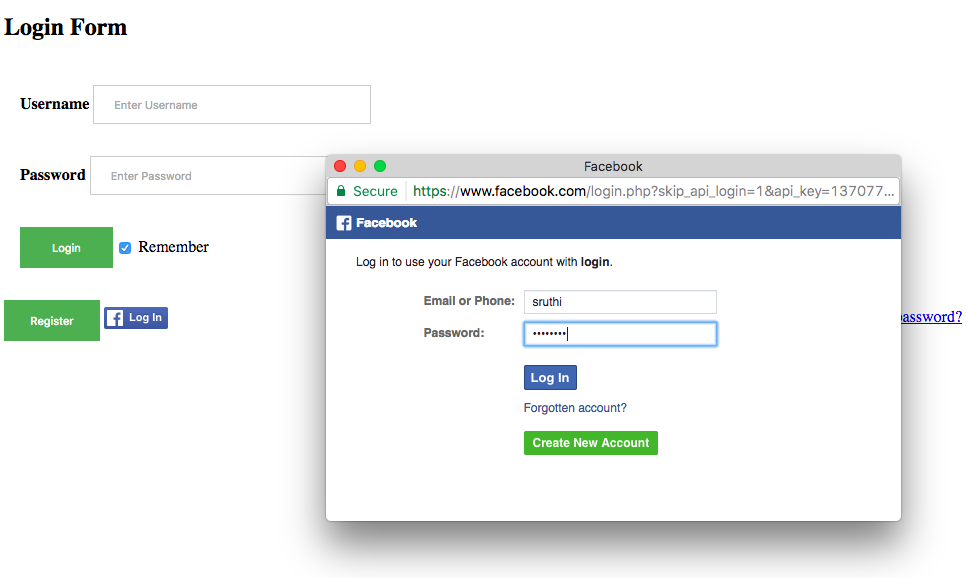 Login Form
Username Enter Username
Password Enter Password
Login Remember
Register Log In
password?
Facebook
Secure https://www.facebook.com/login.php?skip_api_login=1&api_key=137077...
Facebook
Log in to use your Facebook account with login.
Email or Phone: sruthi
Password: ••••••••
Log In
Forgotten account?
Create New Account